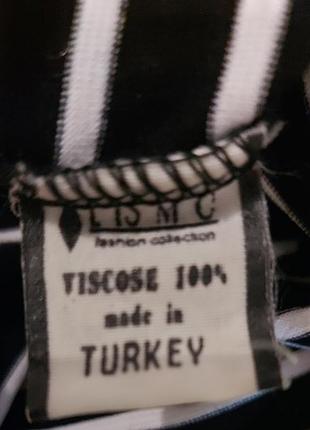 fashion collection
VISCOSE 100%
made in
TURKEY